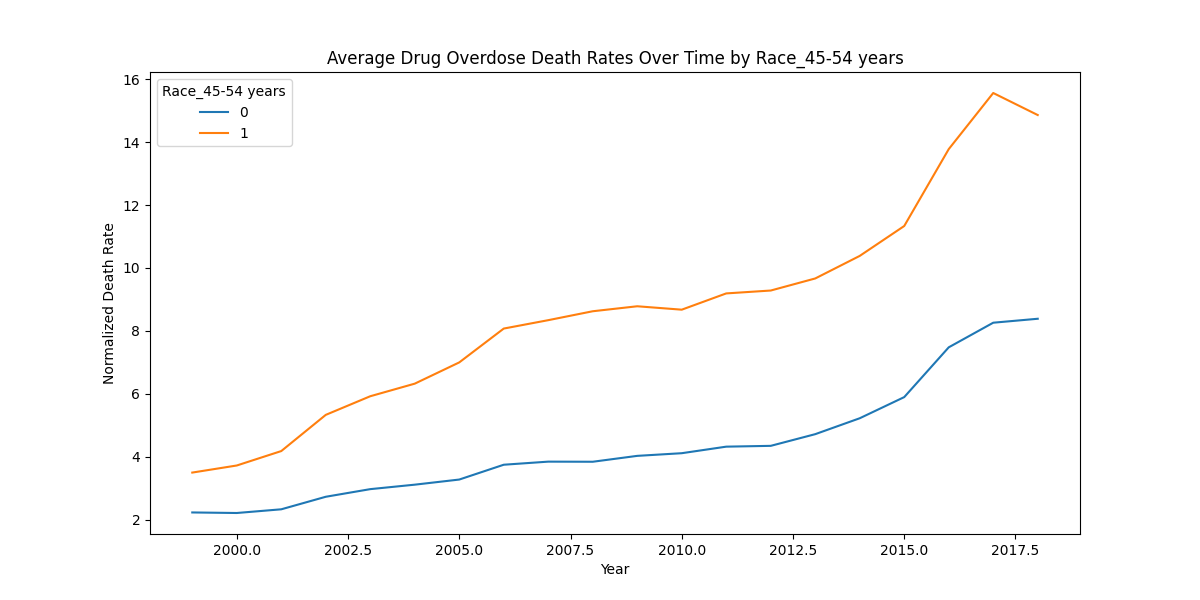 Average Drug Overdose Death Rates Over Time by Race_45-54 years
Race_45-54 years
0
1
16
14
12
10
8
6
4
2
Normalized Death Rate
2000.0 2002.5 2005.0 2007.5 2010.0 2012.5 2015.0 2017.5
Year